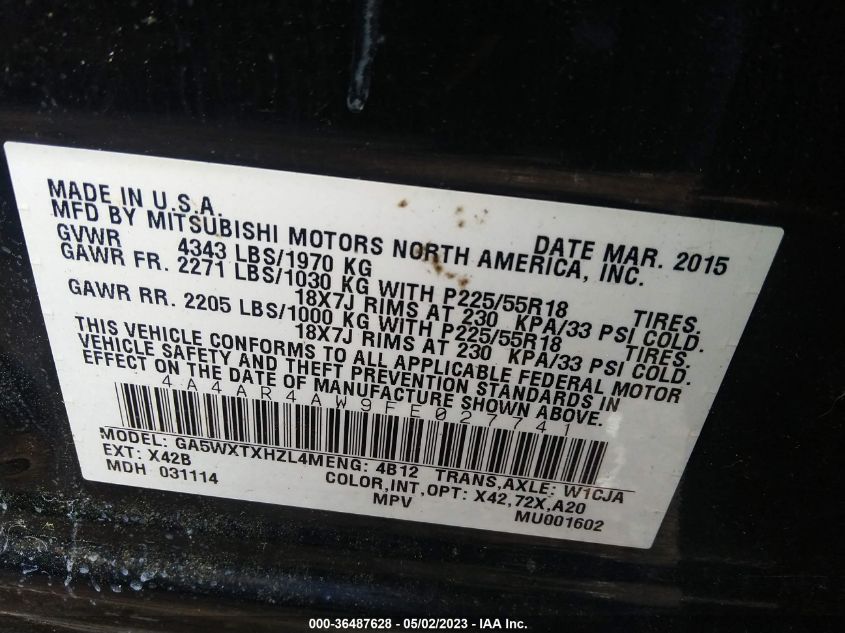 MADE IN U.S.A. DATE MAR. 2015
MFD BY MITSUBISHI MOTORS NORTH AMERICA, INC.
GVWR 4343 LBS/1970 KG
GAWR FR. 2271 LBS/1030 KG WITH P225/55R18 TIRES.
18X7J RIMS AT 230 KPA/33 PSI COLD.
GAWR RR. 2205 LBS/1000 KG WITH P225/55R18 TIRES.
18X7J RIMS AT 230 KPA/33 PSI COLD.
THIS VEHICLE CONFORMS TO ALL APPLICABLE FEDERAL MOTOR
VEHICLE SAFETY AND THEFT PREVENTION STANDARDS IN
EFFECT ON THE DATE OF MANUFACTURE SHOWN ABOVE.
4A4AR4AW9FE027741
MODEL: GA5WXTXHZL4M ENG: 4B12 TRANS,AXLE: W1CJA
EXT: X42B COLOR,INT,OPT: X42,72X,A20
MDH 031114 MPV MU001602
000-36487628 - 05/02/2023 - IAA Inc.